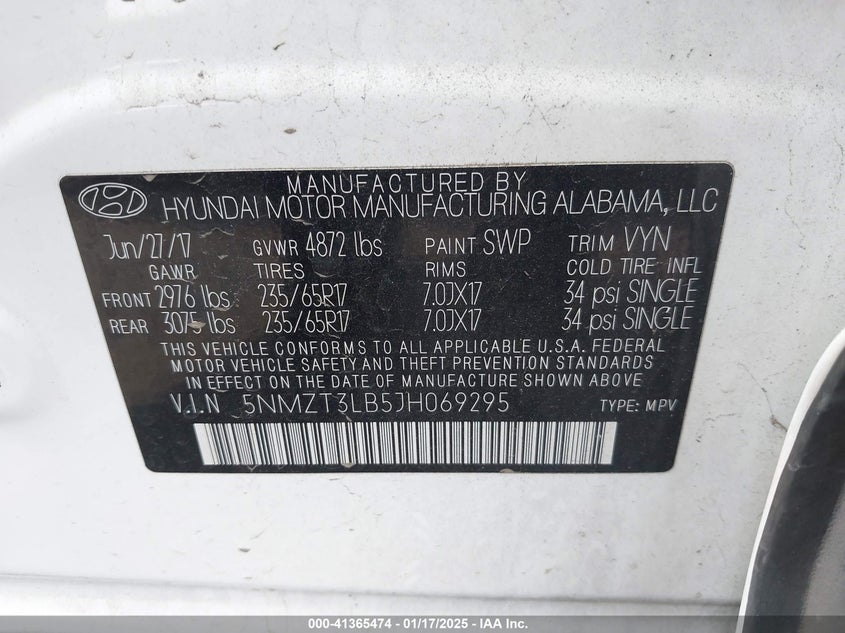 MANUFACTURED BY
HYUNDAI MOTOR MANUFACTURING ALABAMA, LLC
Jun/27/17 GVWR 4872 lbs PAINT SWP TRIM VYN
GAWR TIRES RIMS COLD TIRE INFL
FRONT 2976 lbs 235/65R17 7.0JX17 34 psi SINGLE
REAR 3075 lbs 235/65R17 7.0JX17 34 psi SINGLE
THIS VEHICLE CONFORMS TO ALL APPLICABLE U.S.A. FEDERAL
MOTOR VEHICLE SAFETY AND THEFT PREVENTION STANDARDS
IN EFFECT ON THE DATE OF MANUFACTURE SHOWN ABOVE
V.I.N 5NMZT3LB5JH069295 TYPE: MPV
000-41365474 - 01/17/2025 - IAA Inc.